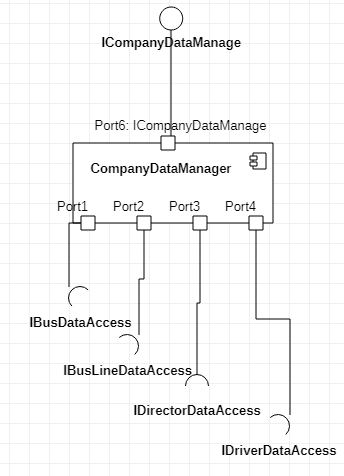 ICompanyDataManage
Port6: ICompanyDataManage
CompanyDataManager
Port1 Port2 Port3 Port4
IBusDataAccess
IBusLineDataAccess
IDirectorDataAccess
IDriverDataAccess